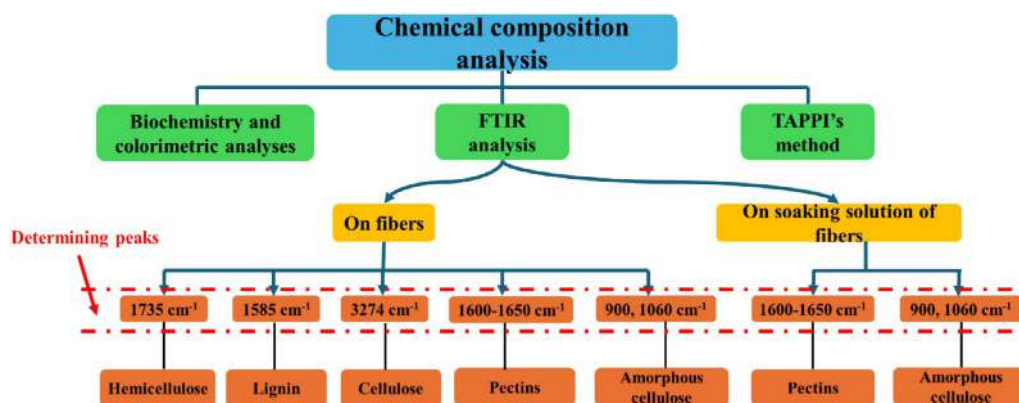 Chemical composition
analysis
Biochemistry and
colorimetric analyses
FTIR
analysis
TAPPI's
method
On fibers
On soaking solution of
fibers
Determining peaks
1735 cm⁻¹
1585 cm⁻¹
3274 cm⁻¹
1600-1650 cm⁻¹
900, 1060 cm⁻¹
1600-1650 cm⁻¹
900, 1060 cm⁻¹
Hemicellulose
Lignin
Cellulose
Pectins
Amorphous
cellulose
Pectins
Amorphous
cellulose